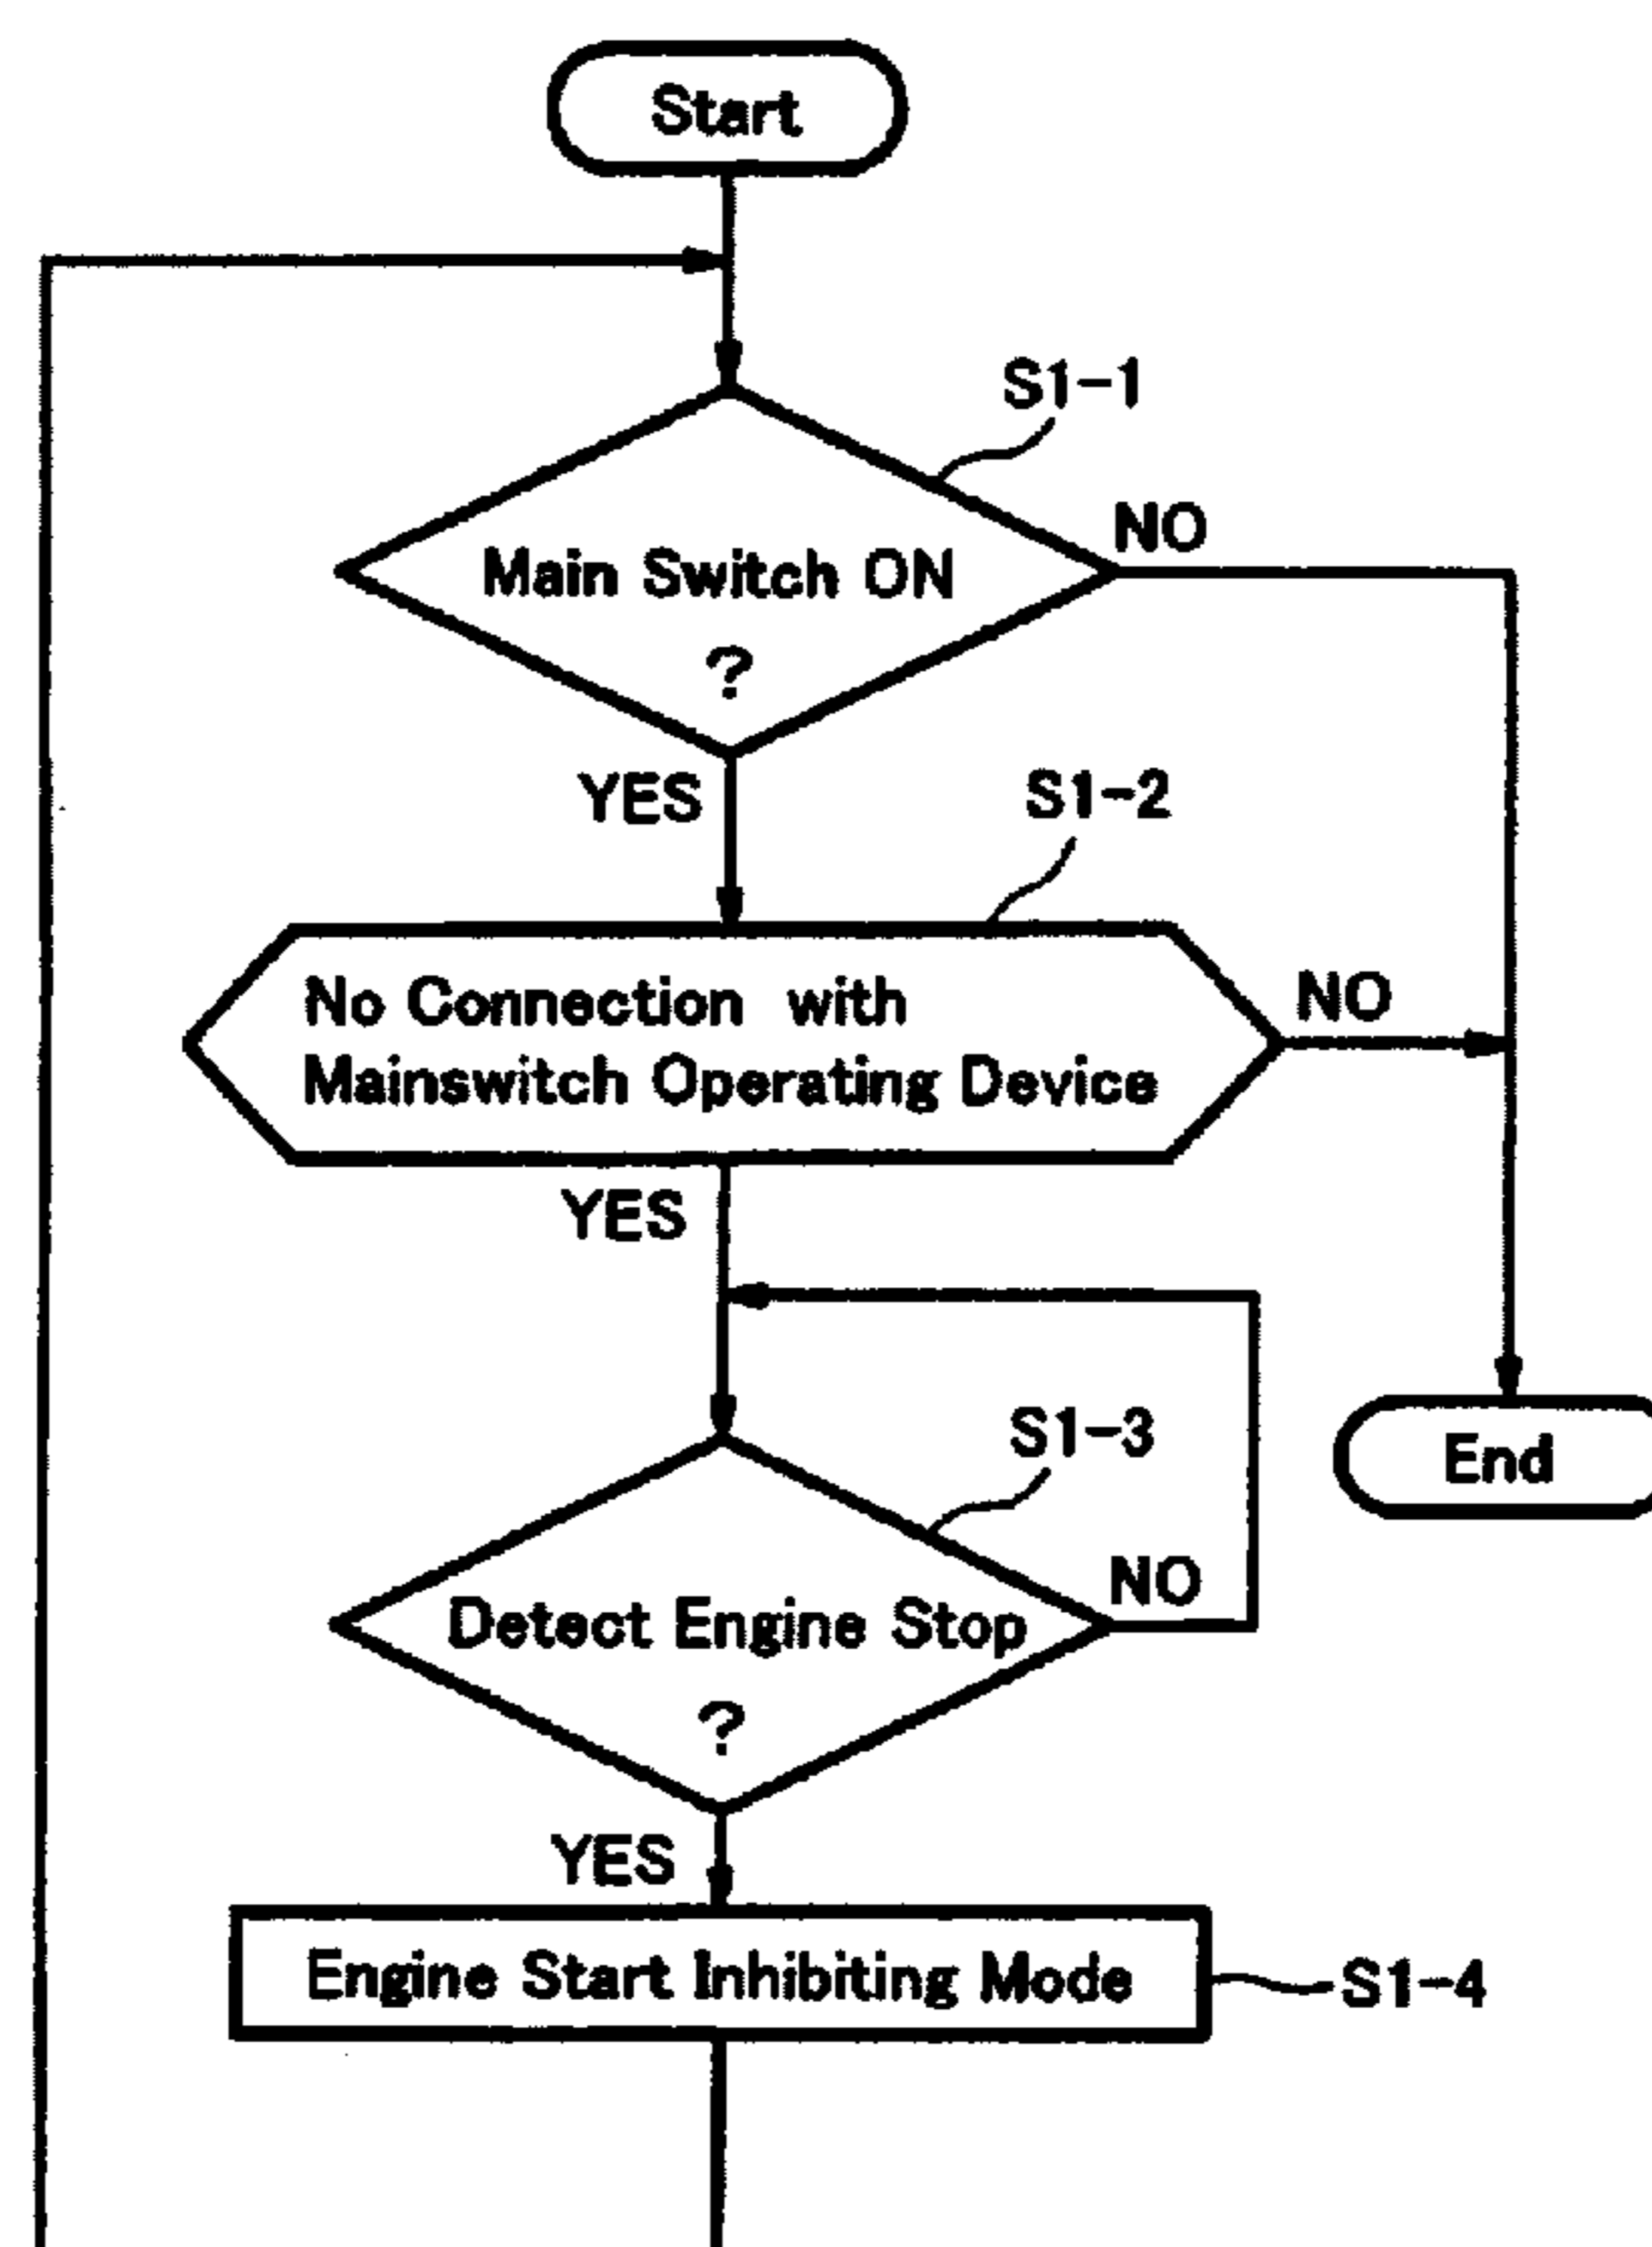 Start
S1-1
NO
Main Switch ON
?
YES
S1-2
No Connection with
Mainswitch Operating Device
NO
YES
S1-3
End
NO
Detect Engine Stop
?
YES
Engine Start Inhibiting Mode
S1-4